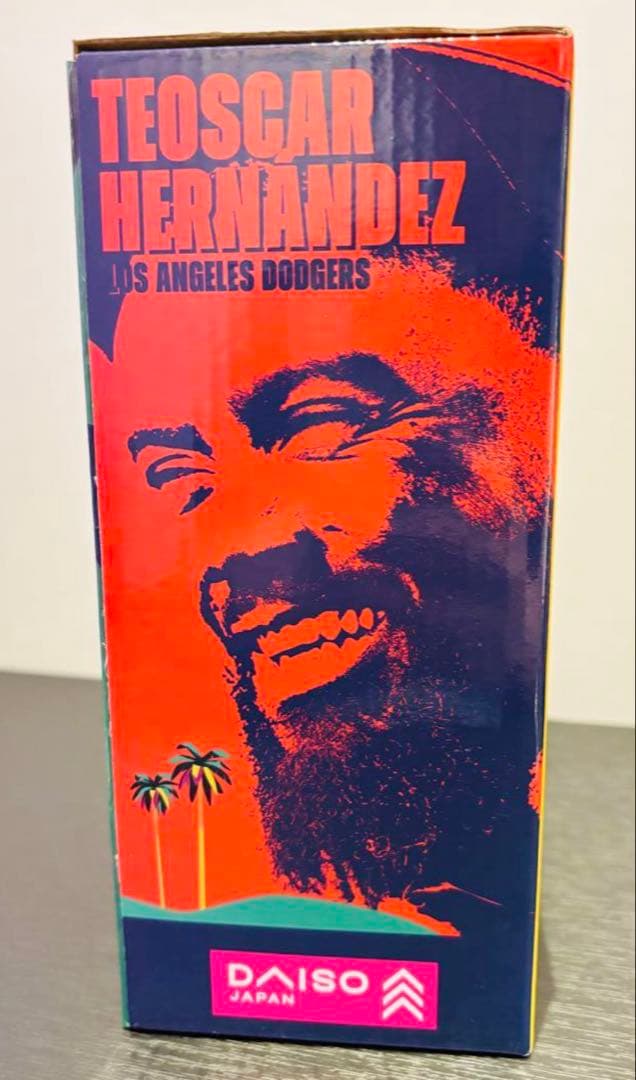 TEOSCAR
HERNÁNDEZ
LOS ANGELES DODGERS
DAISO
JAPAN